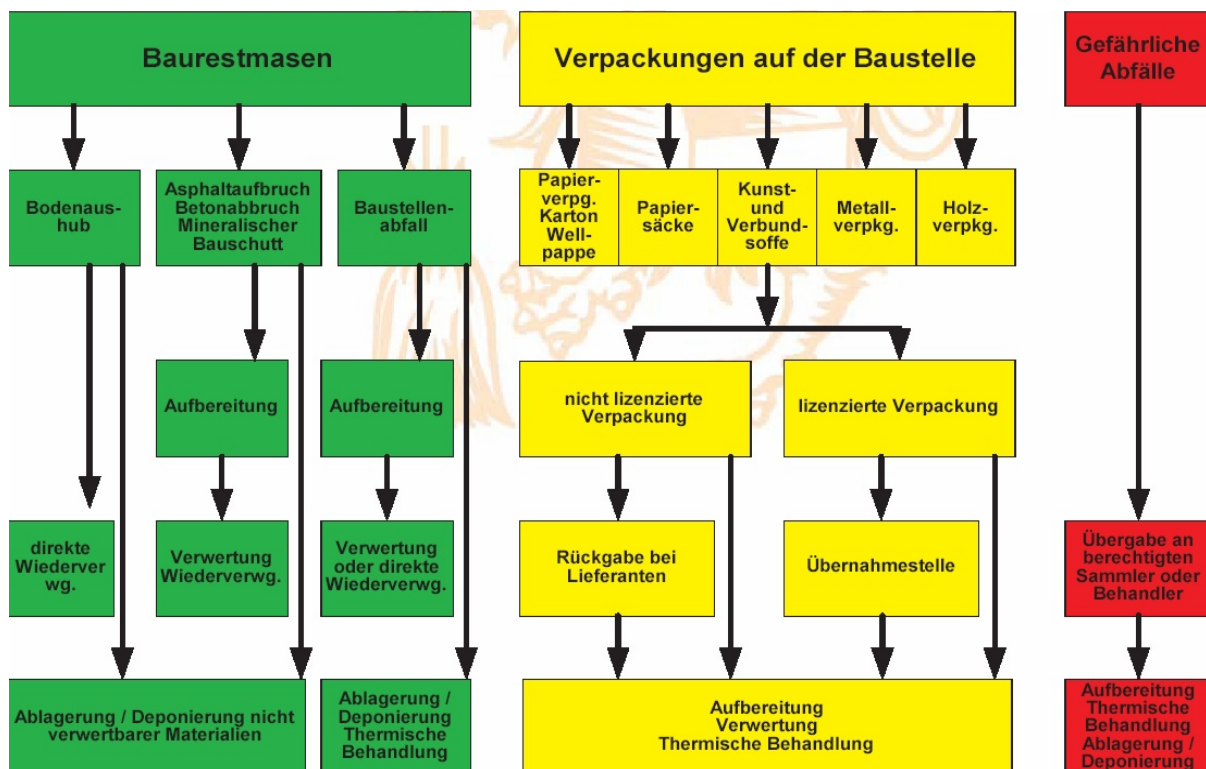 Baurestmasen
Verpackungen auf der Baustelle
Gefährliche
Abfälle
Bodenaus-
hub
Asphaltaufbruch
Betonabbruch
Mineralischer
Bauschutt
Baustellen-
abfall
Papier-
verpg.
Karton
Well-
pappe
Papier-
säcke
Kunst-
und
Verbund-
soffe
Metall-
verpkg.
Holz-
verpkg.
Aufbereitung
Aufbereitung
nicht lizenzierte
Verpackung
lizenzierte Verpackung
direkte
Wiederver
wg.
Verwertung
Wiederverwg.
Verwertung
oder direkte
Wiederverwg.
Rückgabe bei
Lieferanten
Übernahmestelle
Übergabe an
berechtigten
Sammler oder
Behandler
Ablagerung / Deponierung nicht
verwertbarer Materialien
Ablagerung /
Deponierung
Thermische
Behandlung
Aufbereitung
Verwertung
Thermische Behandlung
Aufbereitung
Thermische
Behandlung
Ablagerung /
Deponierung